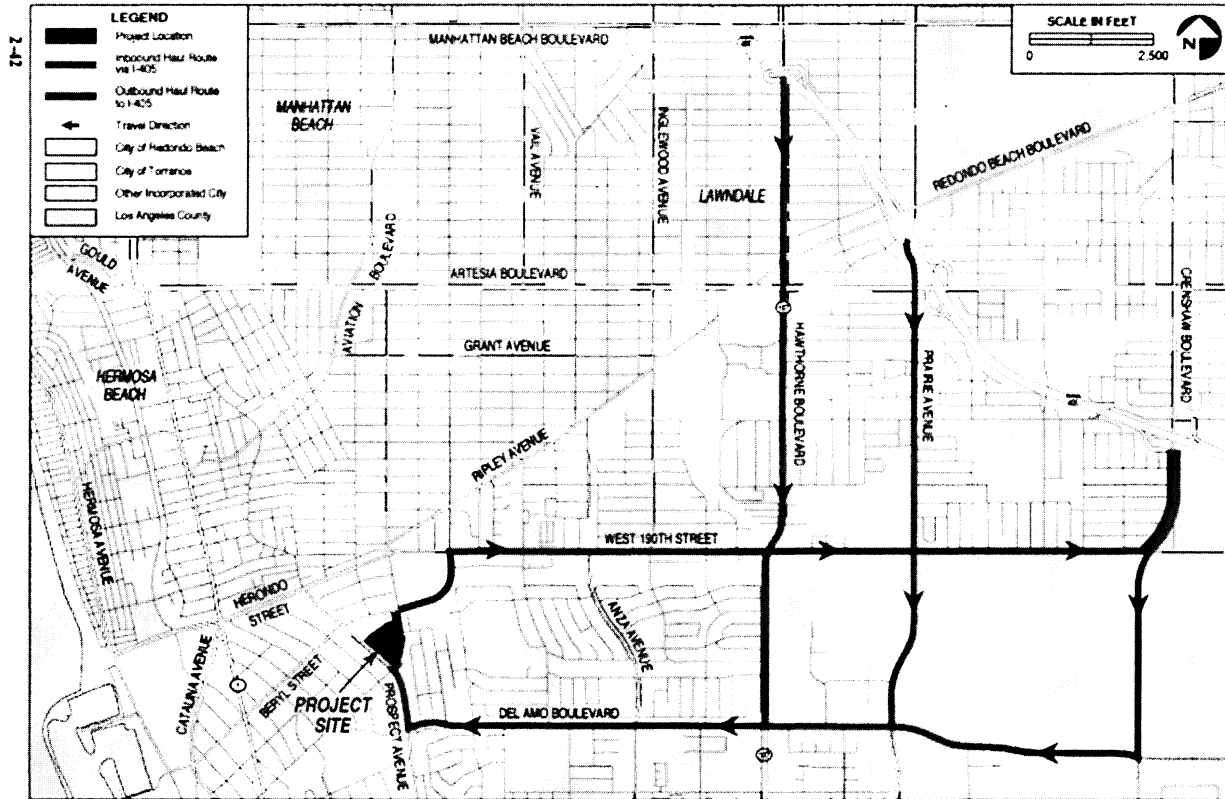 2-42
LEGEND
Project Location
Inbound Haul Route
via I-405
Outbound Haul Route
to I-405
Travel Direction
City of Redondo Beach
City of Torrance
Other Incorporated City
Los Angeles County
SCALE IN FEET
0 2,500
N
MANHATTAN BEACH BOULEVARD
MANHATTAN
BEACH
VAIL AVENUE
INGLEWOOD AVENUE
LAWNDALE
REDONDO BEACH BOULEVARD
GOULD
AVENUE
AVIATION BOULEVARD
ARTESIA BOULEVARD
CRENSHAW BOULEVARD
GRANT AVENUE
HAWTHORNE BOULEVARD
PRAIRIE AVENUE
HERMOSA
BEACH
RIPLEY AVENUE
HERMOSA AVENUE
WEST 190TH STREET
HERONDO
STREET
ANZA AVENUE
CATALINA AVENUE
BERYL STREET
PROJECT
SITE
PROSPECT AVENUE
DEL AMO BOULEVARD